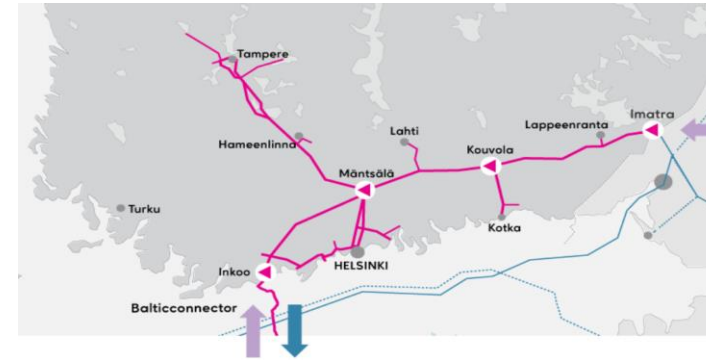 Tampere
Imatra
Lappeenranta
Lahti
Hameenlinna
Kouvola
Mäntsälä
Turku
Kotka
HELSINKI
Inkoo
Balticconnector